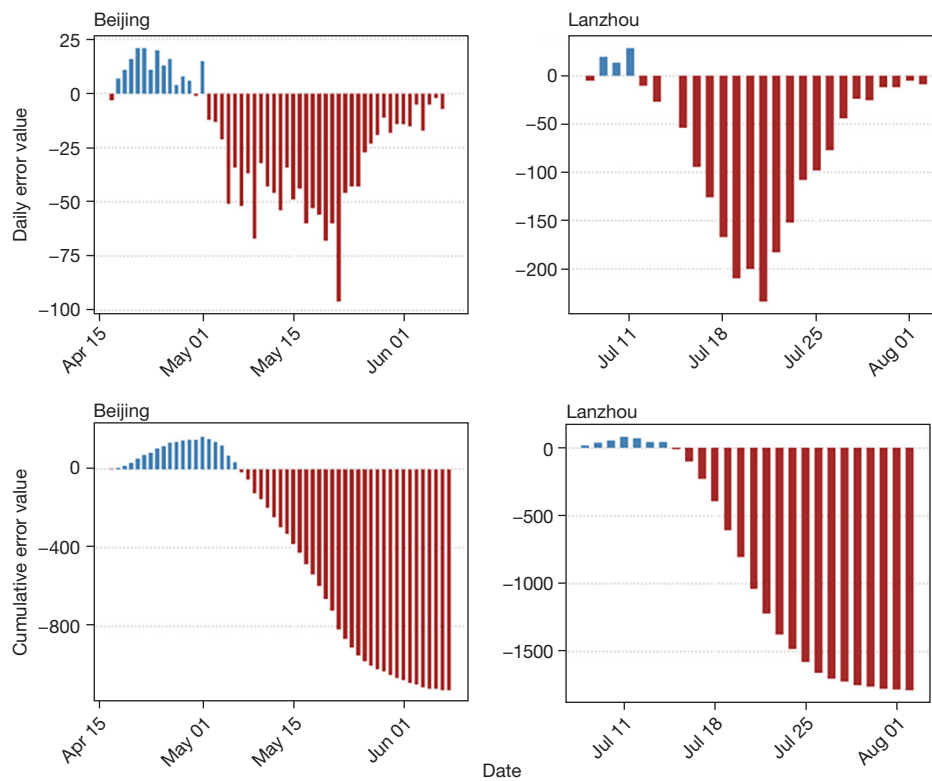 Beijing
Daily error value
25
0
−25
−50
−75
−100
Apr 15
May 01
May 15
Jun 01
Lanzhou
0
−50
−100
−150
−200
Jul 11
Jul 18
Jul 25
Aug 01
Beijing
Cumulative error value
0
−400
−800
Apr 15
May 01
May 15
Jun 01
Lanzhou
0
−500
−1000
−1500
Jul 11
Jul 18
Jul 25
Aug 01
Date